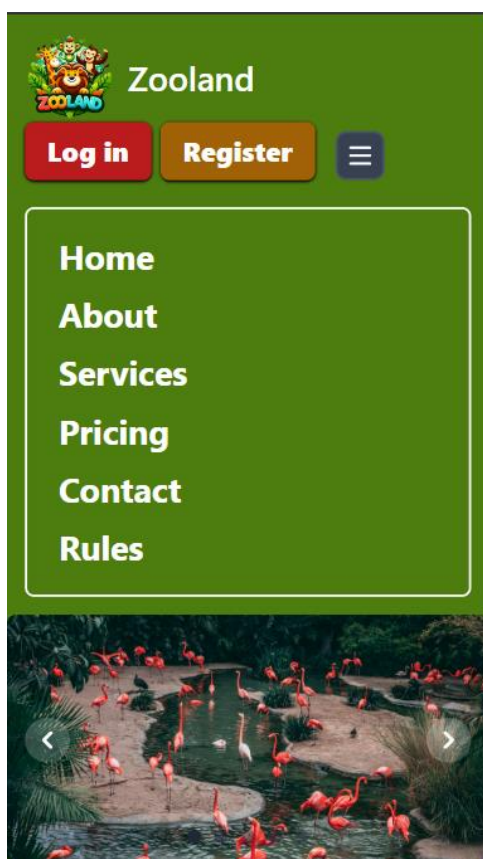 ZOOLAND
Zooland
Log in
Register
Home
About
Services
Pricing
Contact
Rules